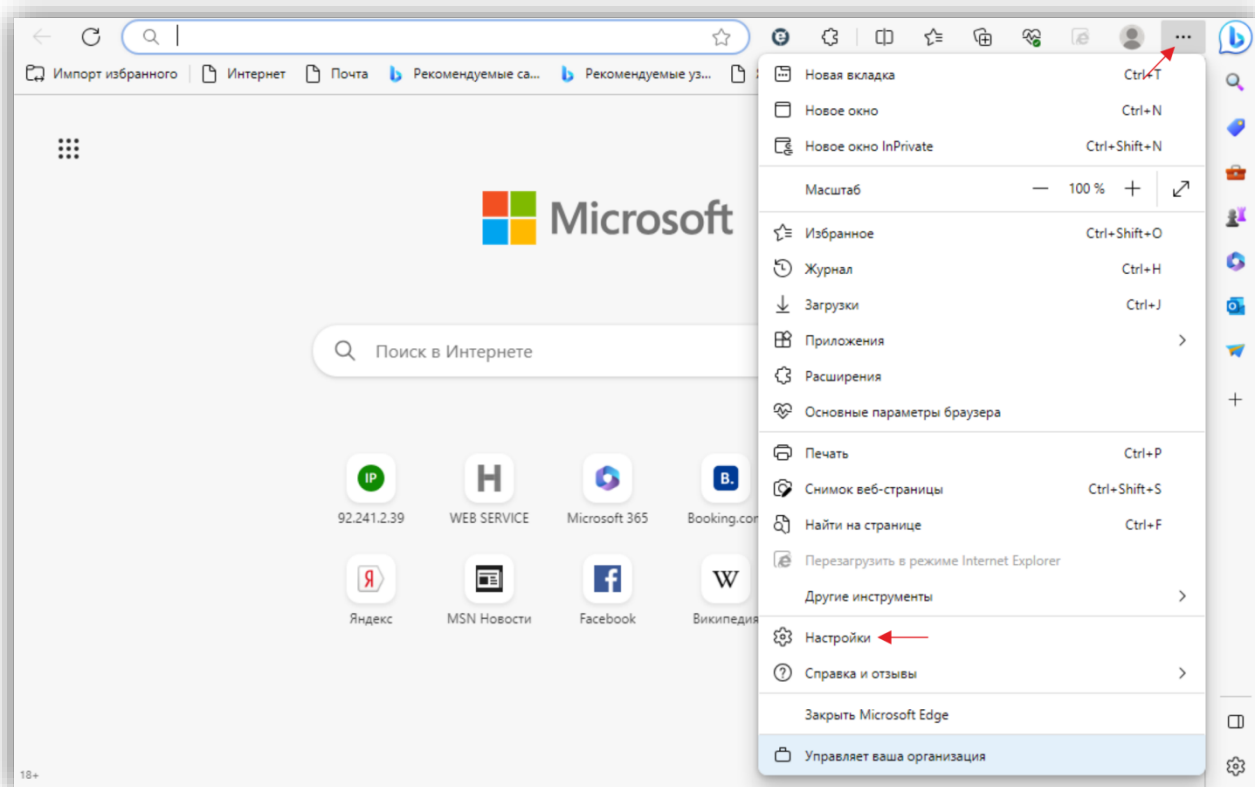 Импорт избранного Интернет Почта Рекомендуемые са... Рекомендуемые уз...
Microsoft
Поиск в Интернете
IP H B.
92.241.2.39 WEB SERVICE Microsoft 365 Booking.con
Я f W
Яндекс MSN Новости Facebook Википедия
18+
Новая вкладка Ctrl+T
Новое окно Ctrl+N
Новое окно InPrivate Ctrl+Shift+N
Масштаб — 100 % +
Избранное Ctrl+Shift+O
Журнал Ctrl+H
Загрузки Ctrl+J
Приложения
Расширения
Основные параметры браузера
Печать Ctrl+P
Снимок веб-страницы Ctrl+Shift+S
Найти на странице Ctrl+F
Перезагрузить в режиме Internet Explorer
Другие инструменты
Настройки
Справка и отзывы
Закрыть Microsoft Edge
Управляет ваша организация